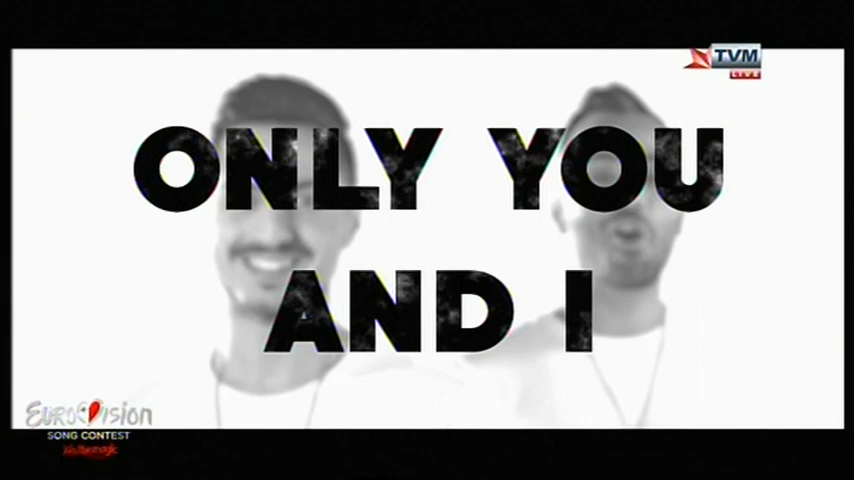 TVM
LIVE
ONLY YOU
AND I
EUROVISION
SONG CONTEST